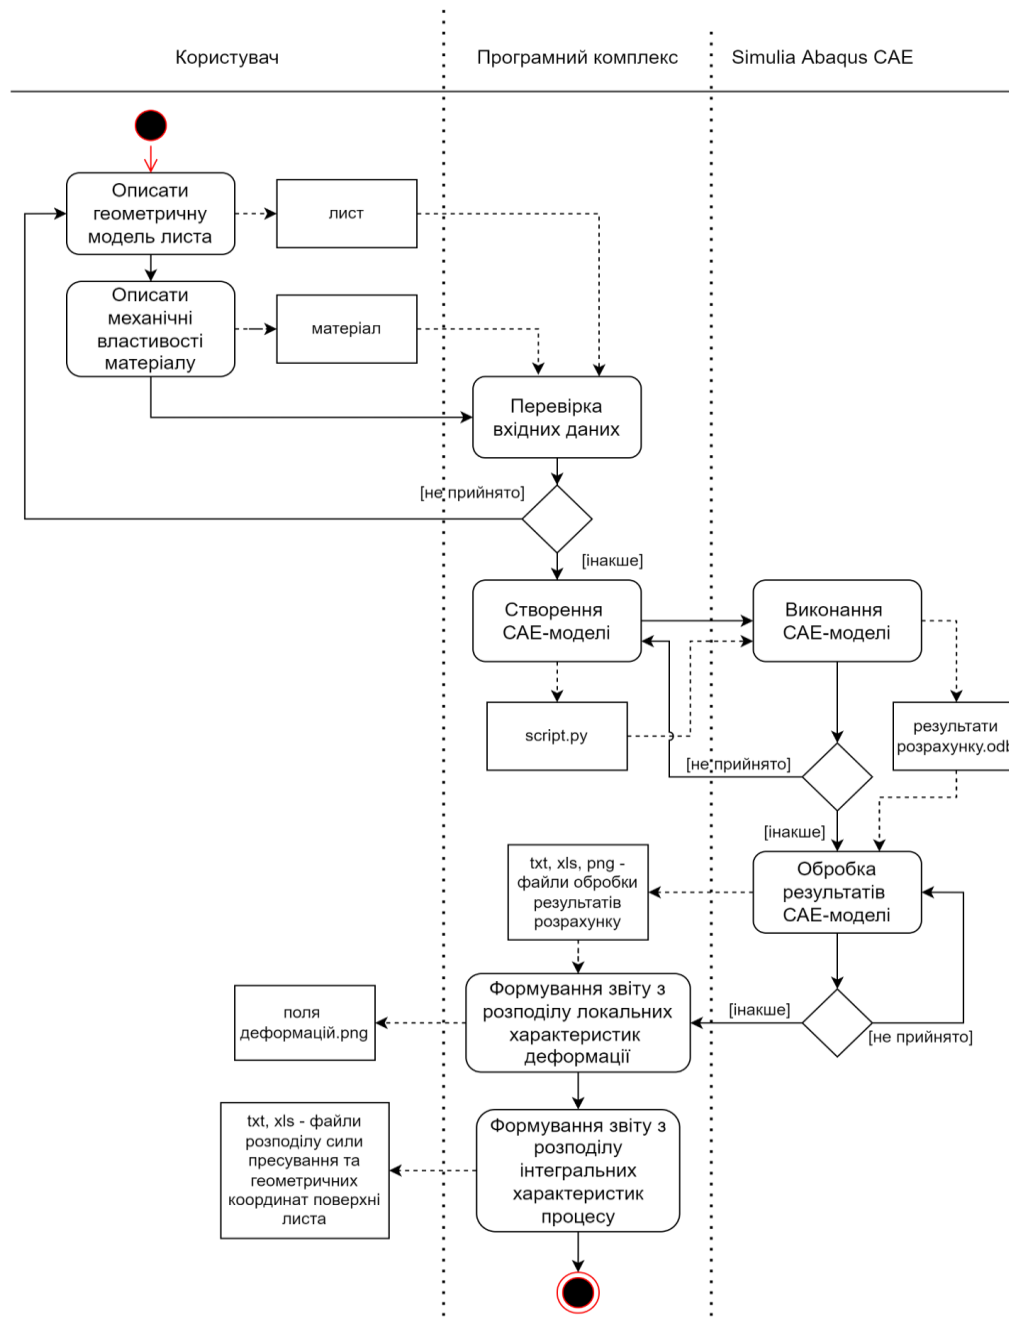 Користувач
Програмний комплекс
Simulia Abaqus CAE
Описати
геометричну
модель листа
лист
Описати
механічні
властивості
матеріалу
матеріал
Перевірка
вхідних даних
[не прийнято]
[інакше]
Створення
CAE-моделі
Виконання
CAE-моделі
script.py
результати
розрахунку.odb
[не прийнято]
[інакше]
txt, xls, png -
файли обробки
результатів
розрахунку
Обробка
результатів
CAE-моделі
Формування звіту з
розподілу локальних
характеристик
деформації
[інакше]
[не прийнято]
поля
деформацій.png
txt, xls - файли
розподілу сили
пресування та
геометричних
координат поверхні
листа
Формування звіту з
розподілу
інтегральних
характеристик
процесу